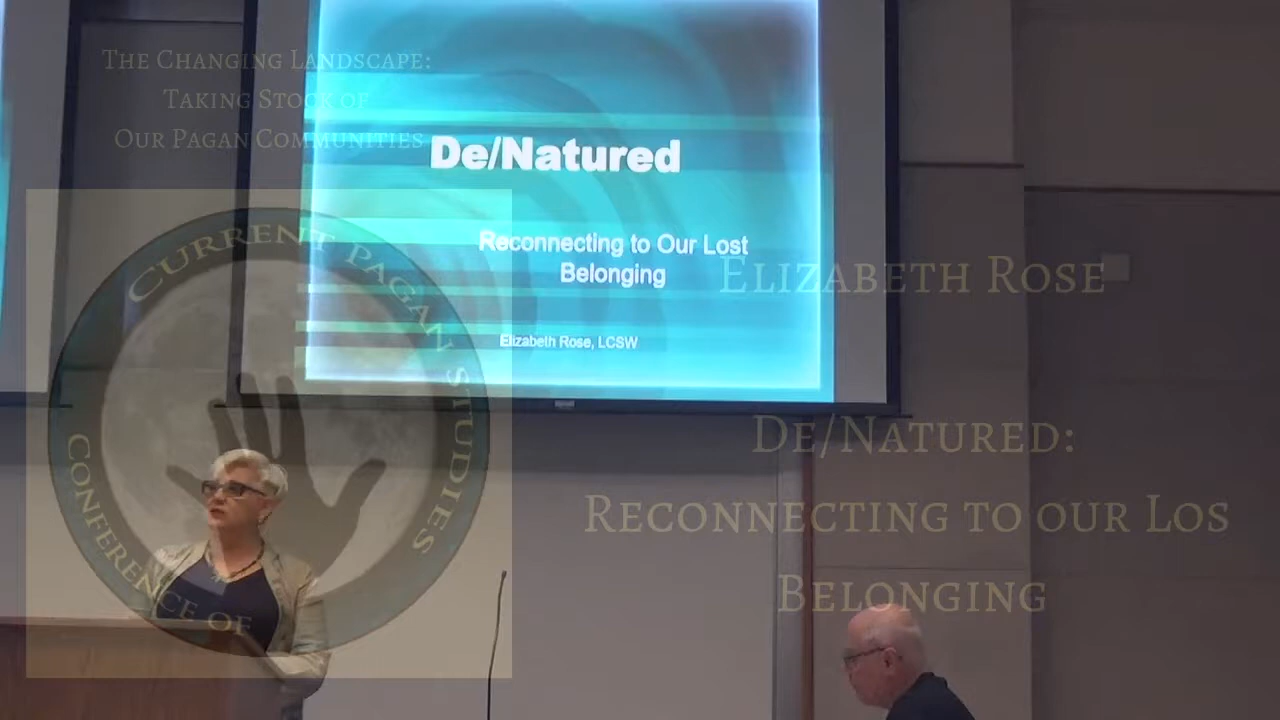 The Changing Landscape:
Taking Stock of
Our Pagan Communities
De/Natured
Reconnecting to Our Lost
Belonging
Elizabeth Rose, LCSW
Current Pagan Studies
Conference of
Elizabeth Rose
De/Natured:
Reconnecting to our Los
Belonging